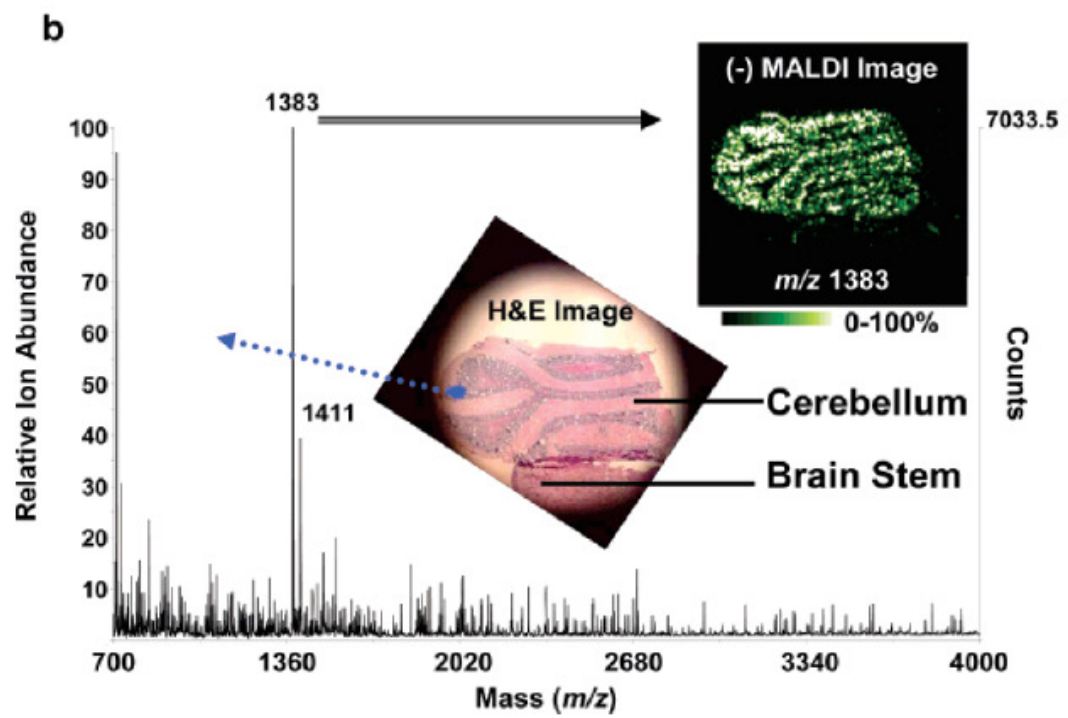 b
(-) MALDI Image
1383
7033.5
100
90
80
70
60
50
40
30
20
10
Relative Ion Abundance
m/z 1383
0-100%
H&E Image
Counts
1411
Cerebellum
Brain Stem
700 1360 2020 2680 3340 4000
Mass (m/z)